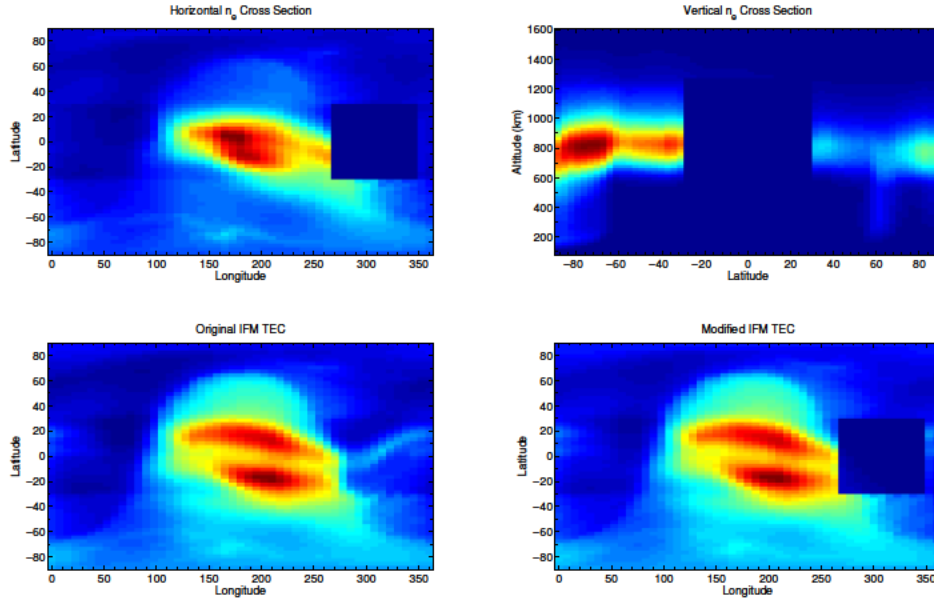 Horizontal nₑ Cross Section
80
60
40
20
0
−20
−40
−60
−80
Latitude
0 50 100 150 200 250 300 350
Longitude
Vertical nₑ Cross Section
1600
1400
1200
1000
800
600
400
200
Altitude (km)
−80 −60 −40 −20 0 20 40 60 80
Latitude
Original IFM TEC
80
60
40
20
0
−20
−40
−60
−80
Latitude
0 50 100 150 200 250 300 350
Longitude
Modified IFM TEC
80
60
40
20
0
−20
−40
−60
−80
Latitude
0 50 100 150 200 250 300 350
Longitude